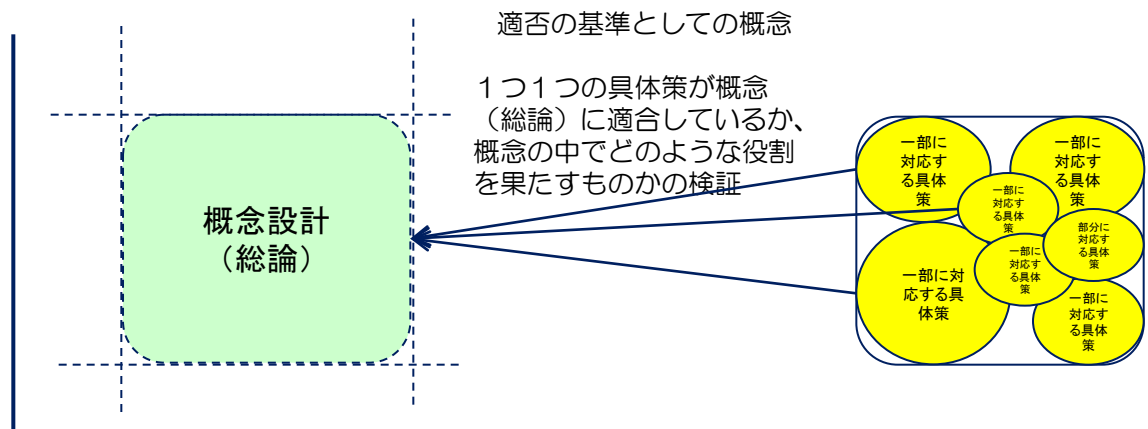 適否の基準としての概念
１つ１つの具体策が概念
（総論）に適合しているか、
概念の中でどのような役割
を果たすものかの検証
概念設計
（総論）
一部に
対応す
る具体
策
一部に
対応す
る具体
策
一部に
対応す
る具体
策
部分に
対応す
る具体
策
一部に
対応す
る具体
策
一部に対
応する具
体策
一部に
対応す
る具体
策